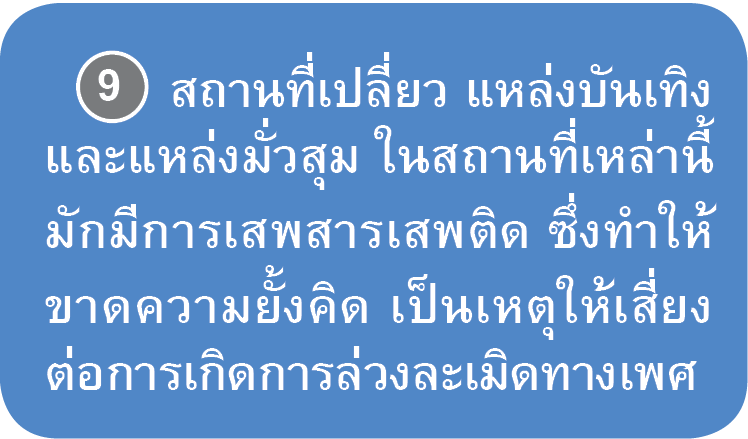 9 สถานที่เปลี่ยว แหล่งบันเทิง
และแหล่งมั่วสุม ในสถานที่เหล่านี้
มักมีการเสพสารเสพติด ซึ่งทำให้
ขาดความยั้งคิด เป็นเหตุให้เสี่ยง
ต่อการเกิดการล่วงละเมิดทางเพศ